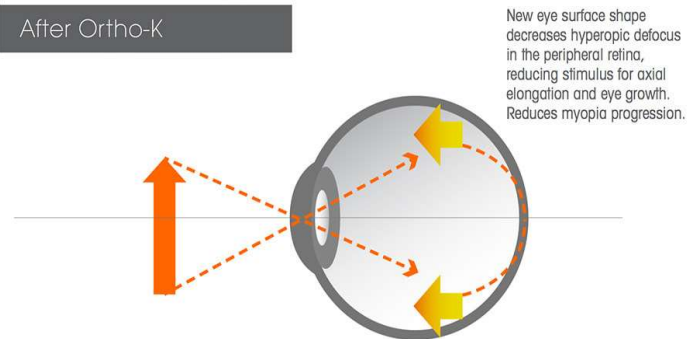 After Ortho-K
New eye surface shape
decreases hyperopic defocus
in the peripheral retina,
reducing stimulus for axial
elongation and eye growth.
Reduces myopia progression.